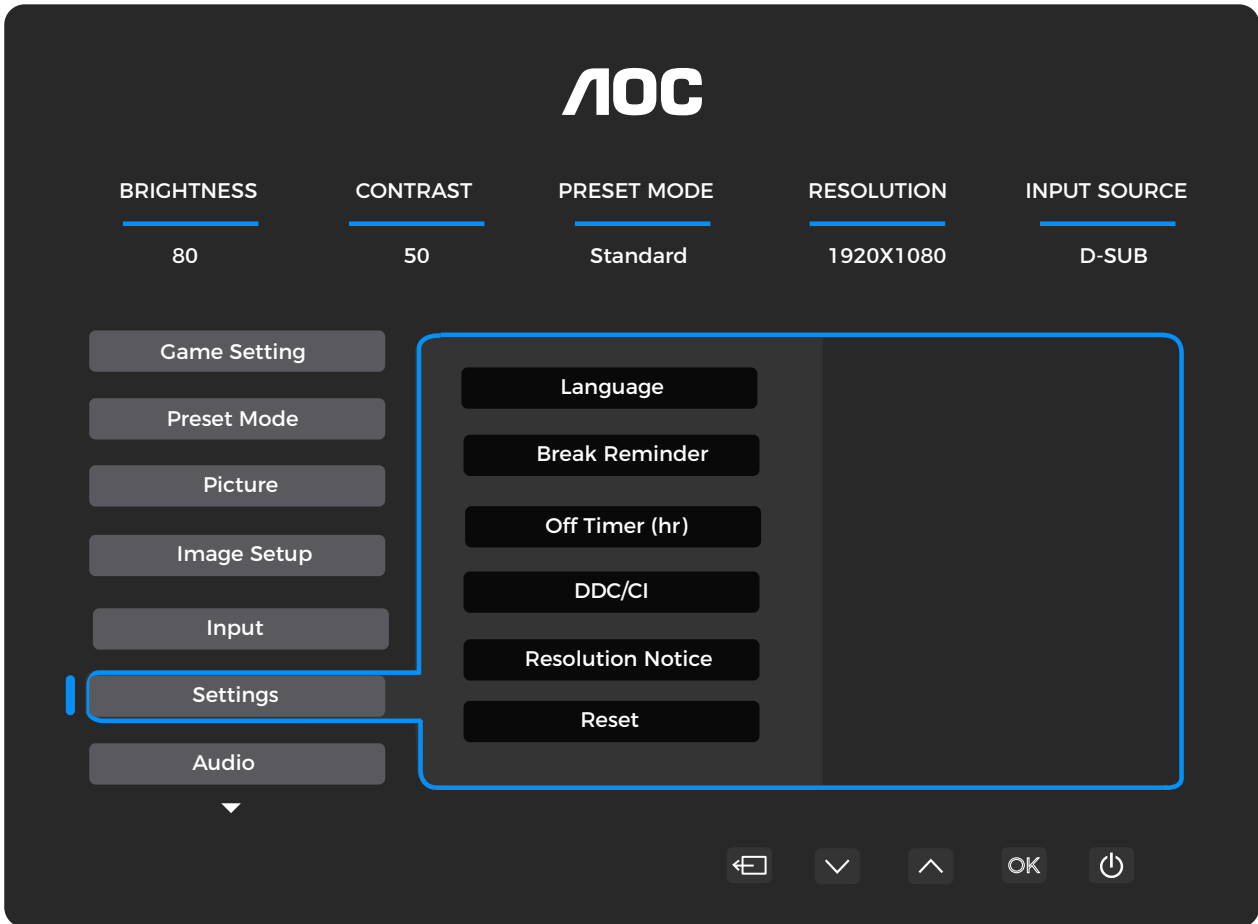 AOC
BRIGHTNESS CONTRAST PRESET MODE RESOLUTION INPUT SOURCE
80 50 Standard 1920X1080 D-SUB
Game Setting
Preset Mode
Picture
Image Setup
Input
Settings
Audio
Language
Break Reminder
Off Timer (hr)
DDC/CI
Resolution Notice
Reset
OK